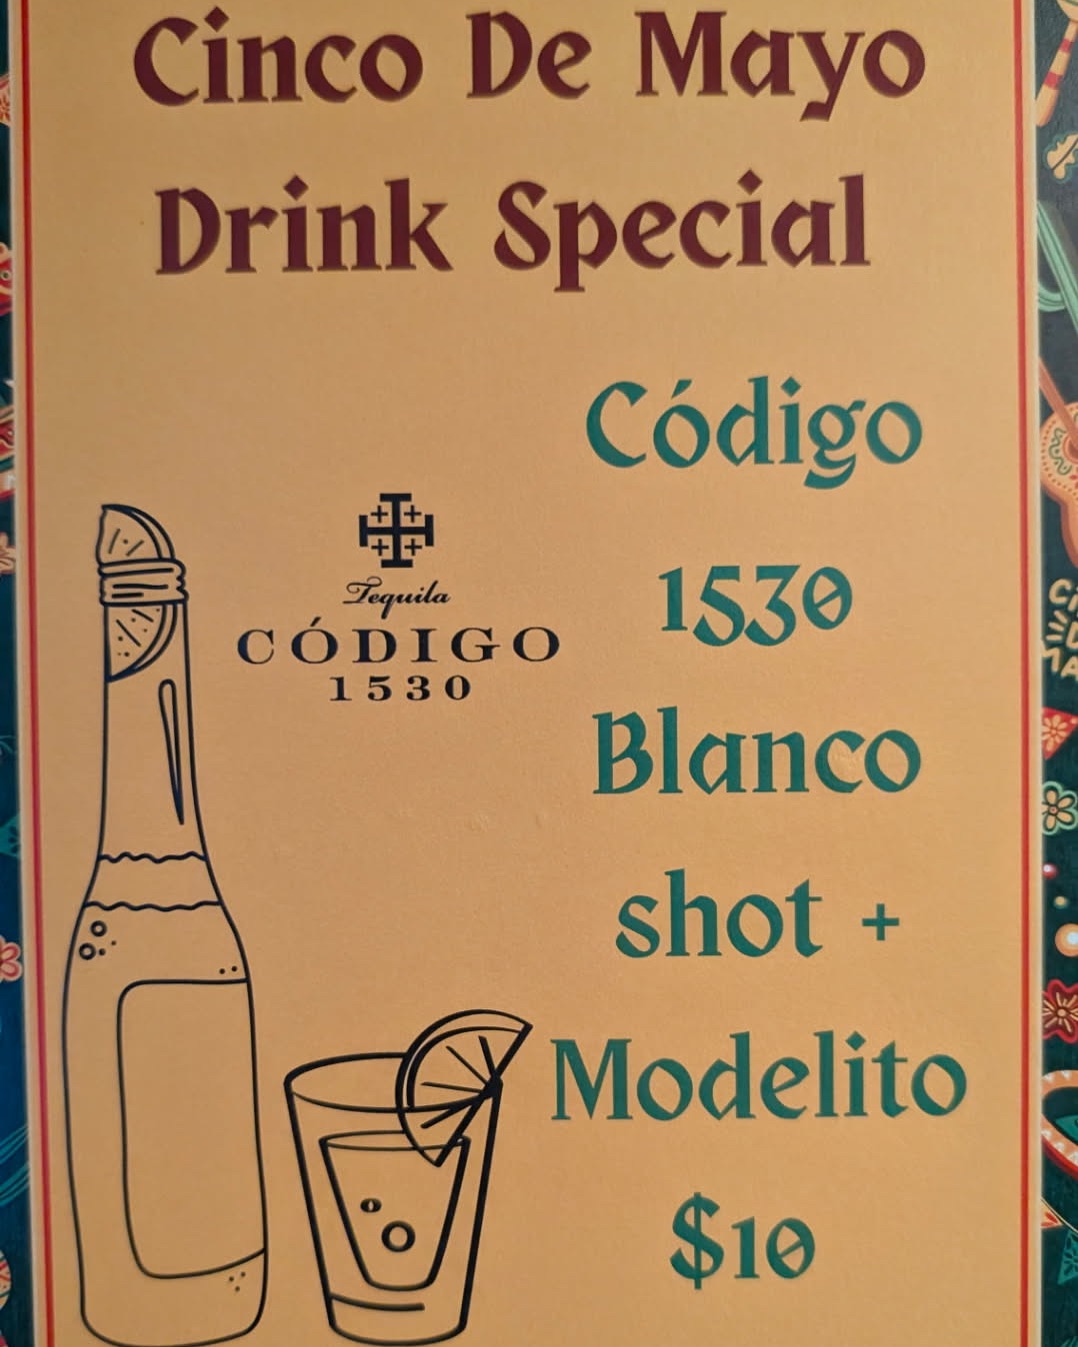 Cinco De Mayo
Drink Special
Código
1530
Blanco
shot +
Modelito
$10
Tequila
CÓDIGO
1530